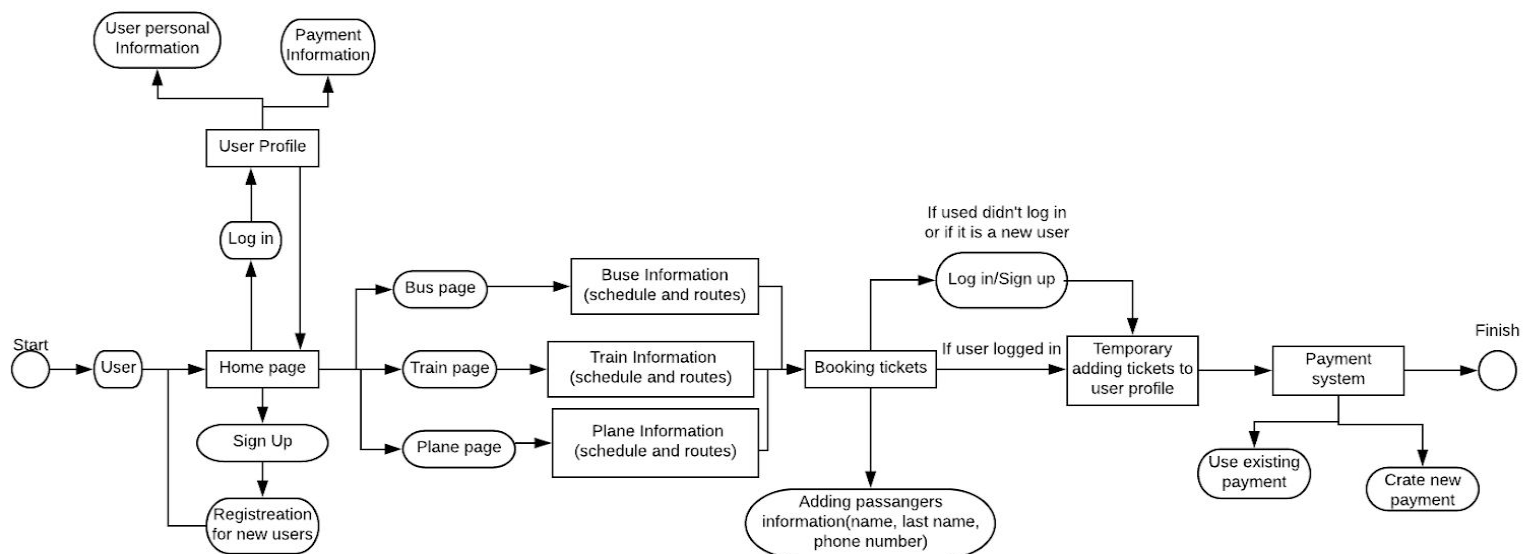 User personal
Information
Payment
Information
User Profile
Log in
If used didn't log in
or if it is a new user
Log in/Sign up
Bus page
Buse Information
(schedule and routes)
Start
User
Home page
Train page
Train Information
(schedule and routes)
Booking tickets
If user logged in
Temporary
adding tickets to
user profile
Payment
system
Finish
Sign Up
Plane page
Plane Information
(schedule and routes)
Registreation
for new users
Adding passangers
information(name, last name,
phone number)
Use existing
payment
Crate new
payment